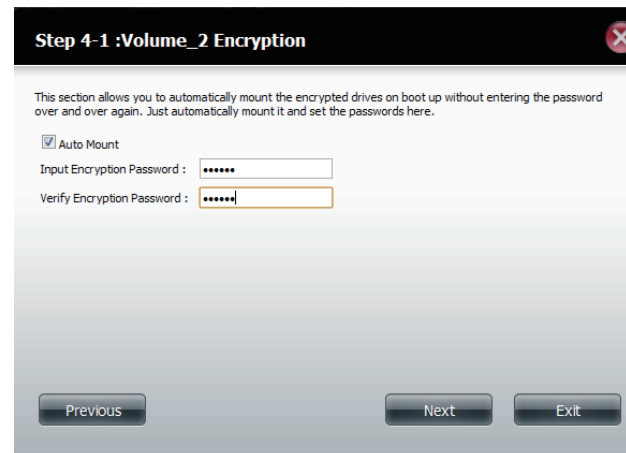 Step 4-1 :Volume_2 Encryption
This section allows you to automatically mount the encrypted drives on boot up without entering the password
over and over again. Just automatically mount it and set the passwords here.
Auto Mount
Input Encryption Password : ••••••
Verify Encryption Password : ••••••
Previous Next Exit